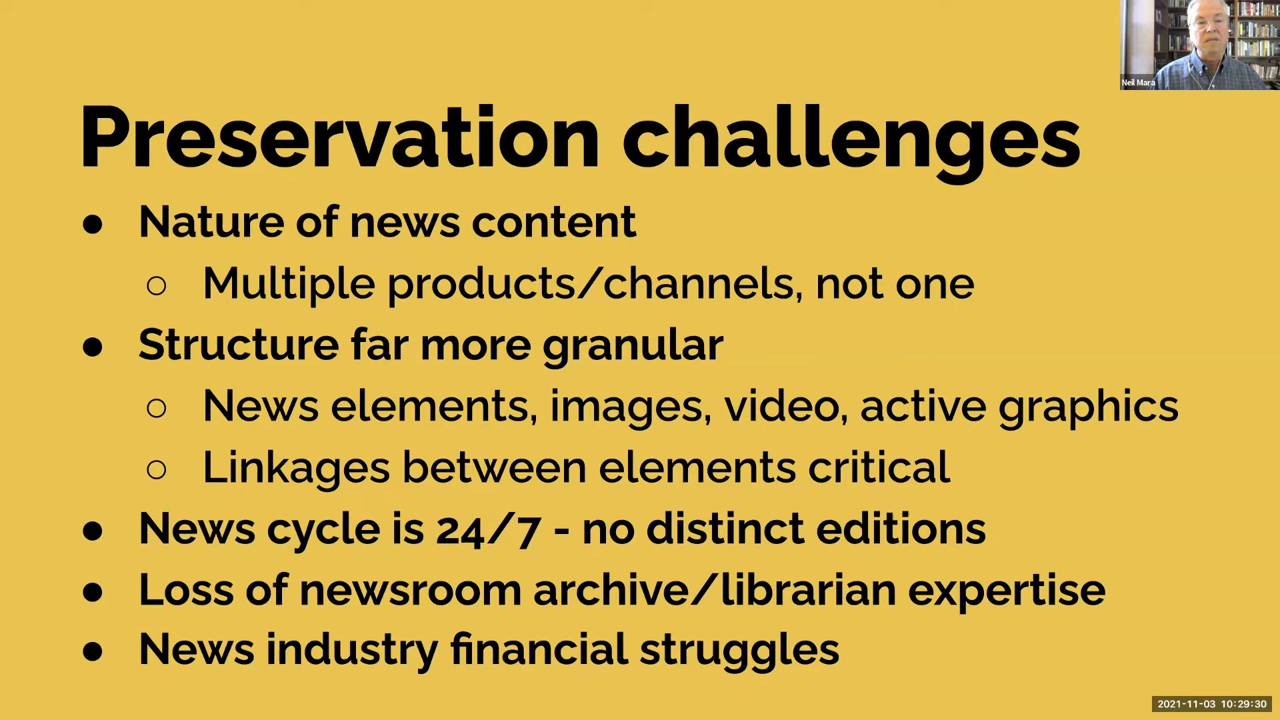 Neil Mara
Preservation challenges
● Nature of news content
○ Multiple products/channels, not one
● Structure far more granular
○ News elements, images, video, active graphics
○ Linkages between elements critical
● News cycle is 24/7 - no distinct editions
● Loss of newsroom archive/librarian expertise
● News industry financial struggles
2021-11-03 10:29:30